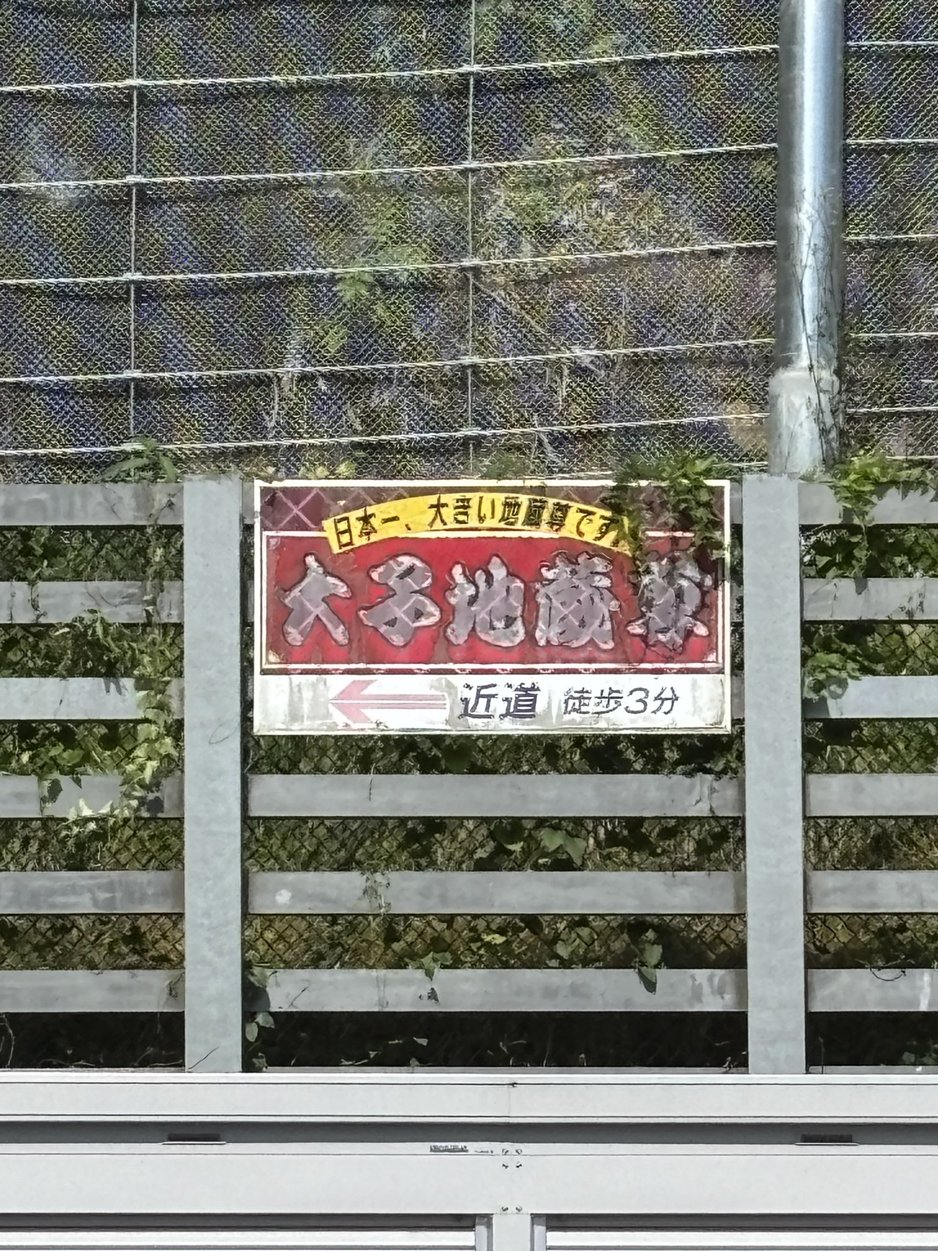 日本一、大きい地蔵尊です
大子地蔵尊
近道 徒歩3分